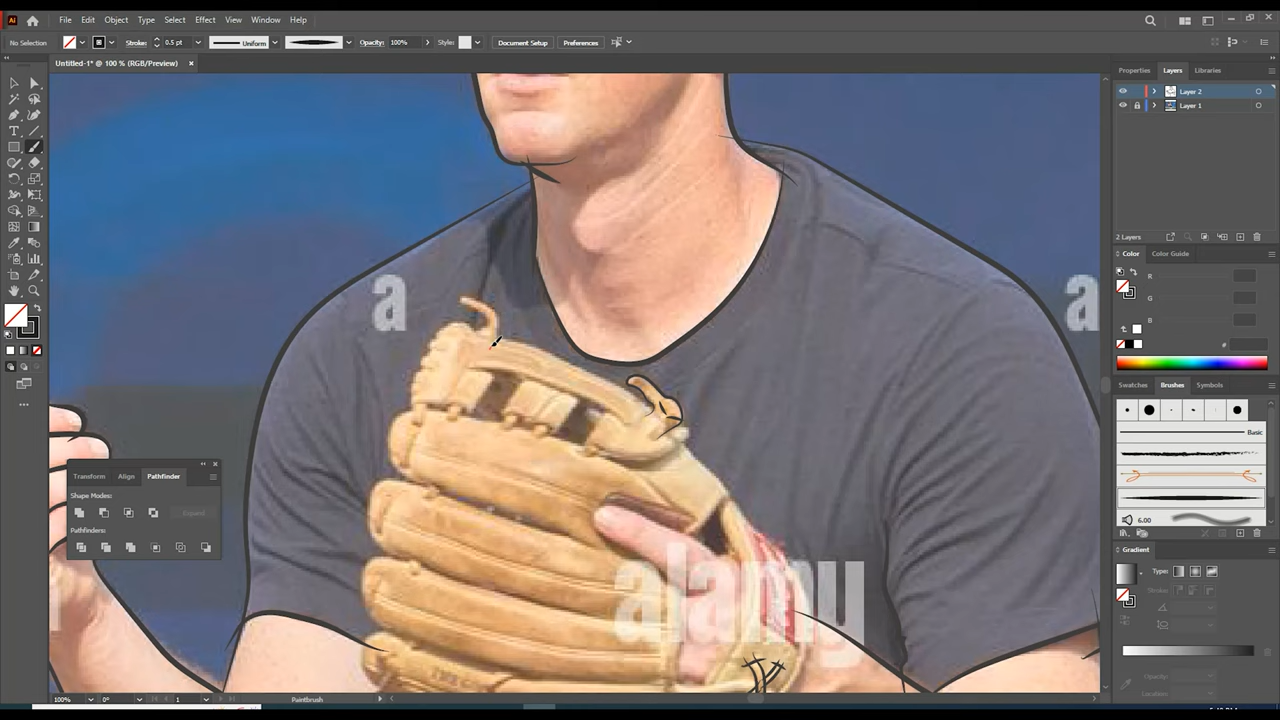 Ai File Edit Object Type Select Effect View Window Help
No Selection Stroke: 0.5 pt Uniform Opacity: 100% Style: Document Setup Preferences
Untitled-1* @ 100 % (RGB/Preview) ×
Properties Layers Libraries
Layer 2
Layer 1
2 Layers
Color Color Guide
R
G
B
#
Swatches Brushes Symbols
Basic
6.00
Gradient
Type:
Stroke:
Opacity:
Location:
Transform Align Pathfinder
Shape Modes:
Expand
Pathfinders:
a
a
alamy
100% 0° 1 Paintbrush